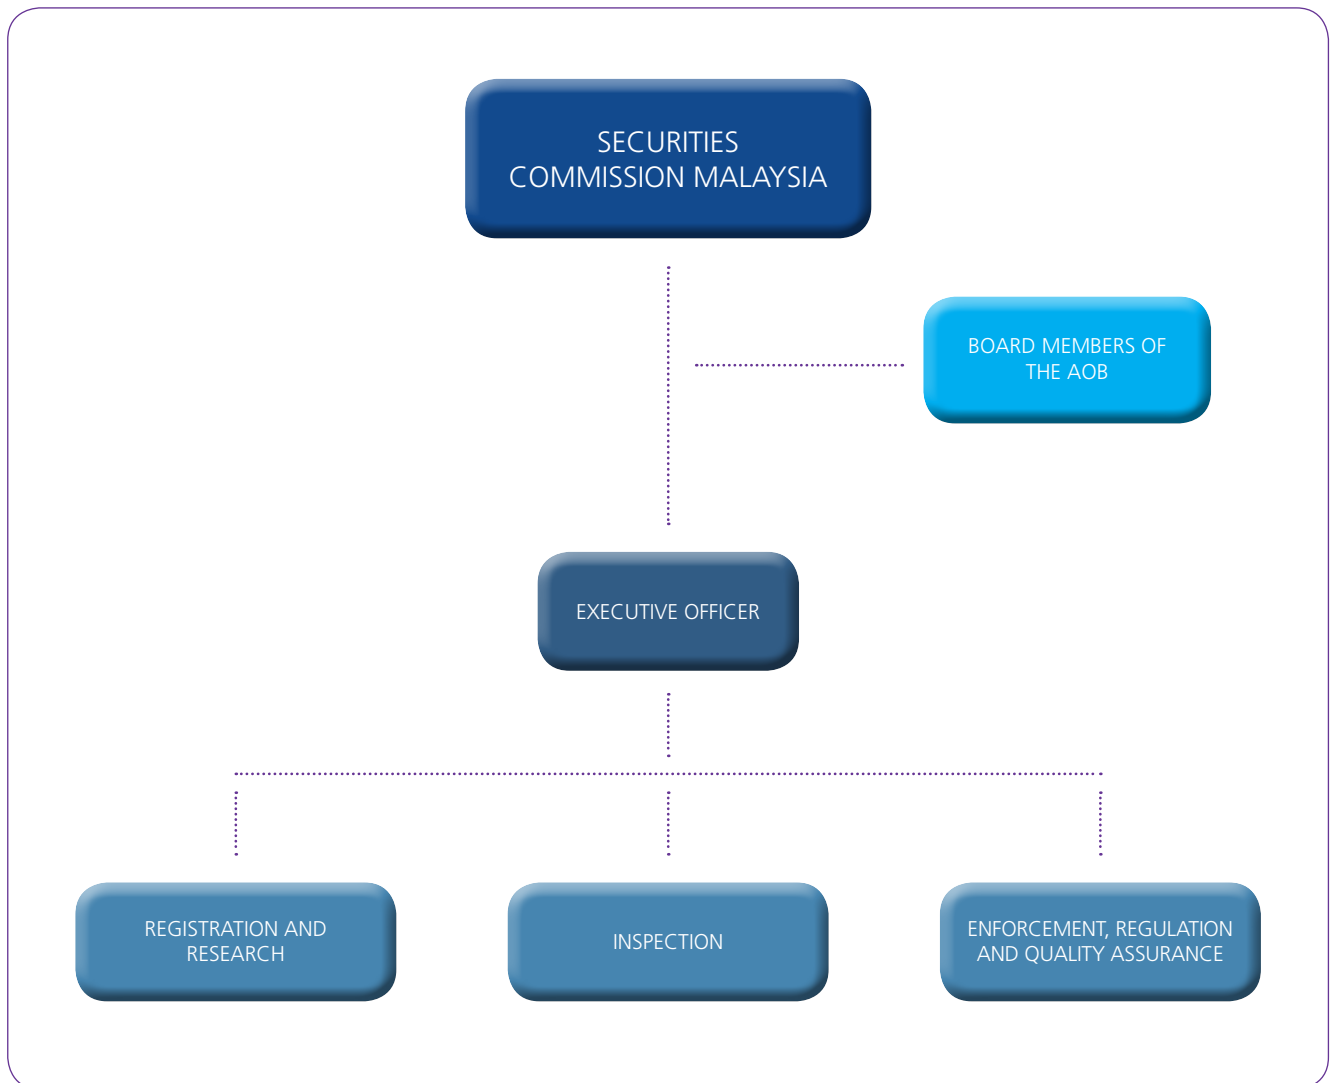 SECURITIES
COMMISSION MALAYSIA
BOARD MEMBERS OF
THE AOB
EXECUTIVE OFFICER
REGISTRATION AND
RESEARCH
INSPECTION
ENFORCEMENT, REGULATION
AND QUALITY ASSURANCE